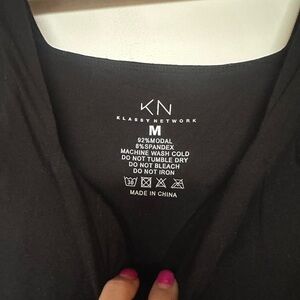 KN
KLASSY NETWORK
M
92%MODAL
8%SPANDEX
MACHINE WASH COLD
DO NOT TUMBLE DRY
DO NOT BLEACH
DO NOT IRON
MADE IN CHINA